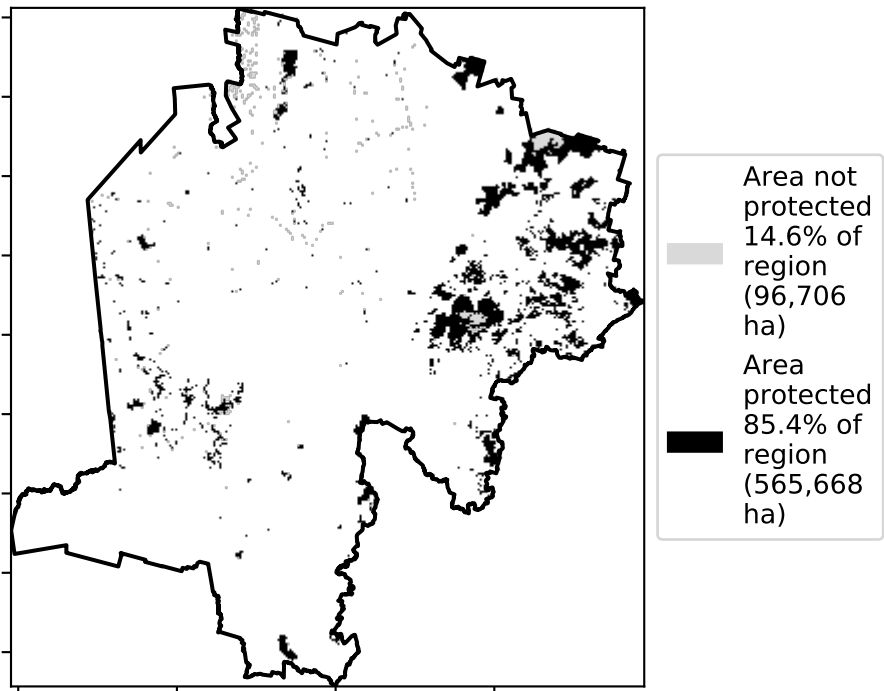 Area not
protected
14.6% of
region
(96,706
ha)
Area
protected
85.4% of
region
(565,668
ha)